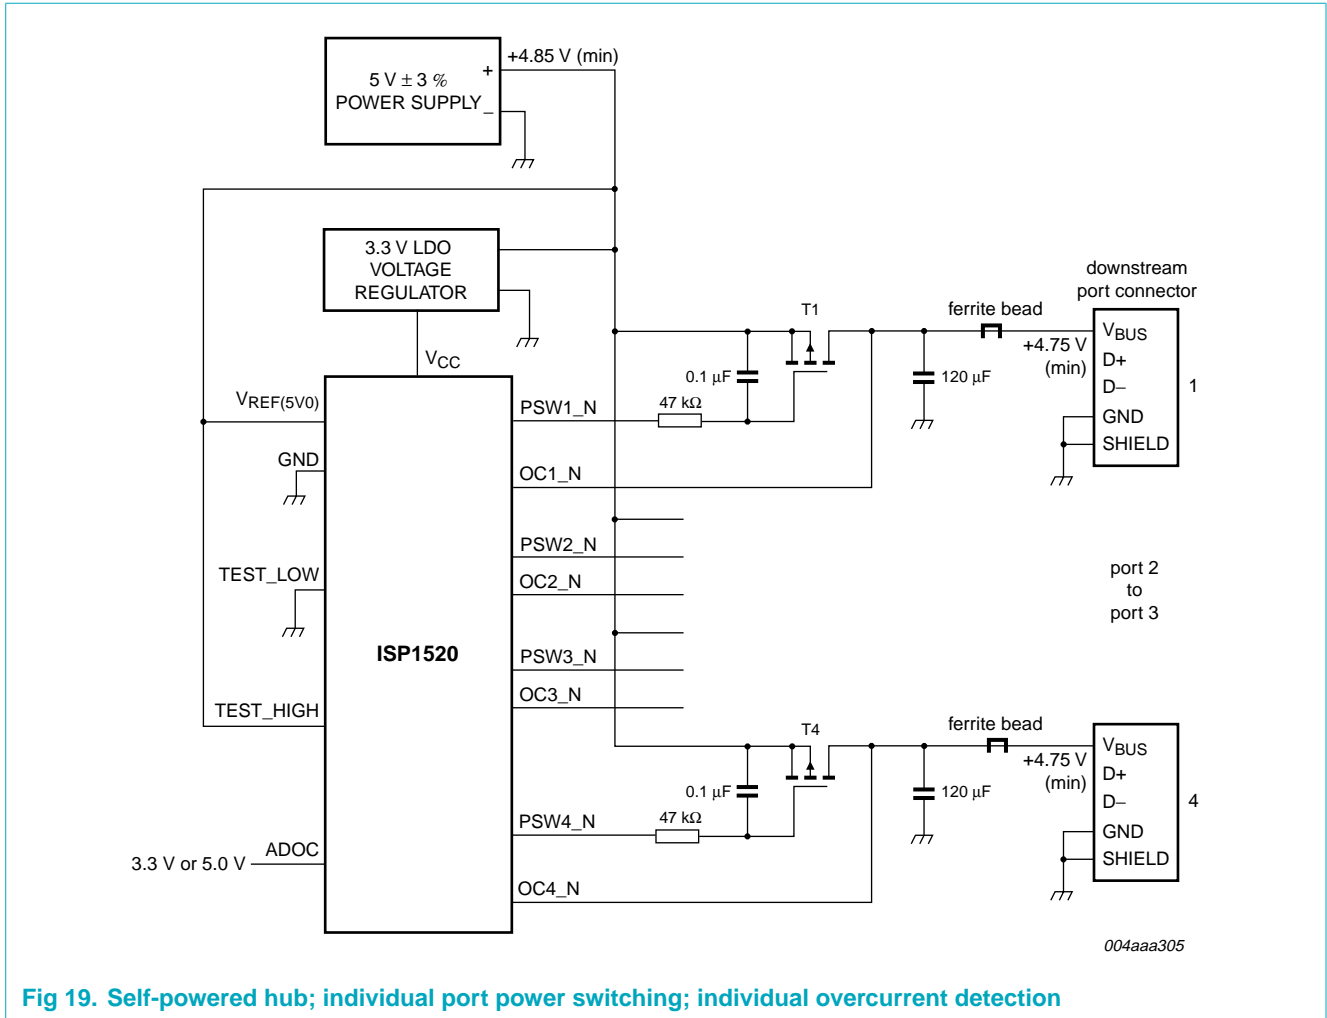 +4.85 V (min)
5 V ± 3 %
POWER SUPPLY
+
–
3.3 V LDO
VOLTAGE
REGULATOR
VCC
VREF(5V0)
GND
TEST_LOW
TEST_HIGH
ADOC
3.3 V or 5.0 V
ISP1520
PSW1_N
OC1_N
PSW2_N
OC2_N
PSW3_N
OC3_N
PSW4_N
OC4_N
47 kΩ
0.1 μF
T1
120 μF
ferrite bead
+4.75 V
(min)
downstream
port connector
VBUS
D+
D–
GND
SHIELD
1
port 2
to
port 3
47 kΩ
0.1 μF
T4
120 μF
ferrite bead
+4.75 V
(min)
VBUS
D+
D–
GND
SHIELD
4
004aaa305
Fig 19. Self-powered hub; individual port power switching; individual overcurrent detection